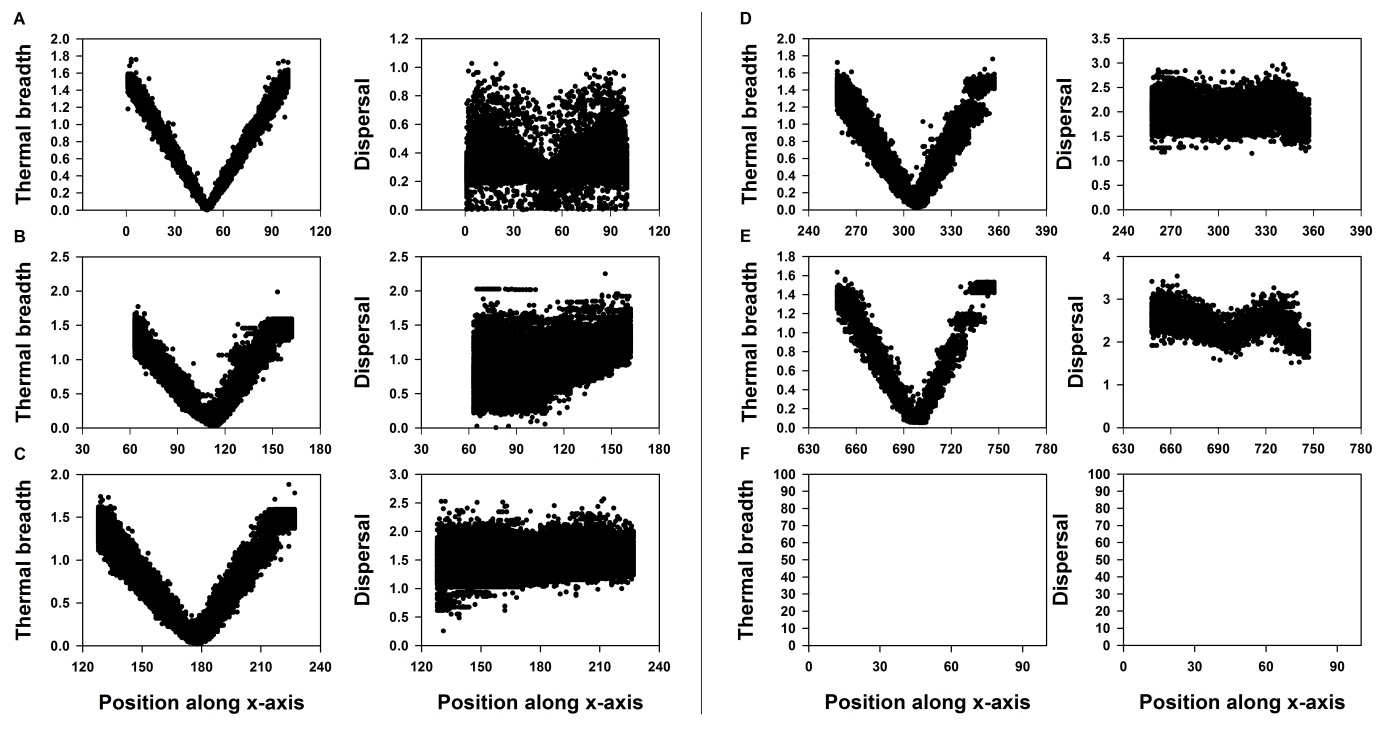 A
D
Thermal breadth
2.0
1.8
1.6
1.4
1.2
1.0
0.8
0.6
0.4
0.2
0.0
0 30 60 90 120
Dispersal
1.2
1.0
0.8
0.6
0.4
0.2
0.0
0 30 60 90 120
Thermal breadth
2.0
1.8
1.6
1.4
1.2
1.0
0.8
0.6
0.4
0.2
0.0
240 270 300 330 360 390
Dispersal
3.5
3.0
2.5
2.0
1.5
1.0
0.5
0.0
240 270 300 330 360 390
B
E
Thermal breadth
2.5
2.0
1.5
1.0
0.5
0.0
30 60 90 120 150 180
Dispersal
2.5
2.0
1.5
1.0
0.5
0.0
30 60 90 120 150 180
Thermal breadth
1.8
1.6
1.4
1.2
1.0
0.8
0.6
0.4
0.2
0.0
630 660 690 720 750 780
Dispersal
4
3
2
1
0
630 660 690 720 750 780
C
F
Thermal breadth
2.0
1.5
1.0
0.5
0.0
120 150 180 210 240
Dispersal
3.0
2.5
2.0
1.5
1.0
0.5
0.0
120 150 180 210 240
Thermal breadth
100
90
80
70
60
50
40
30
20
10
0
0 30 60 90
Dispersal
100
90
80
70
60
50
40
30
20
10
0
0 30 60 90
Position along x-axis
Position along x-axis
Position along x-axis
Position along x-axis